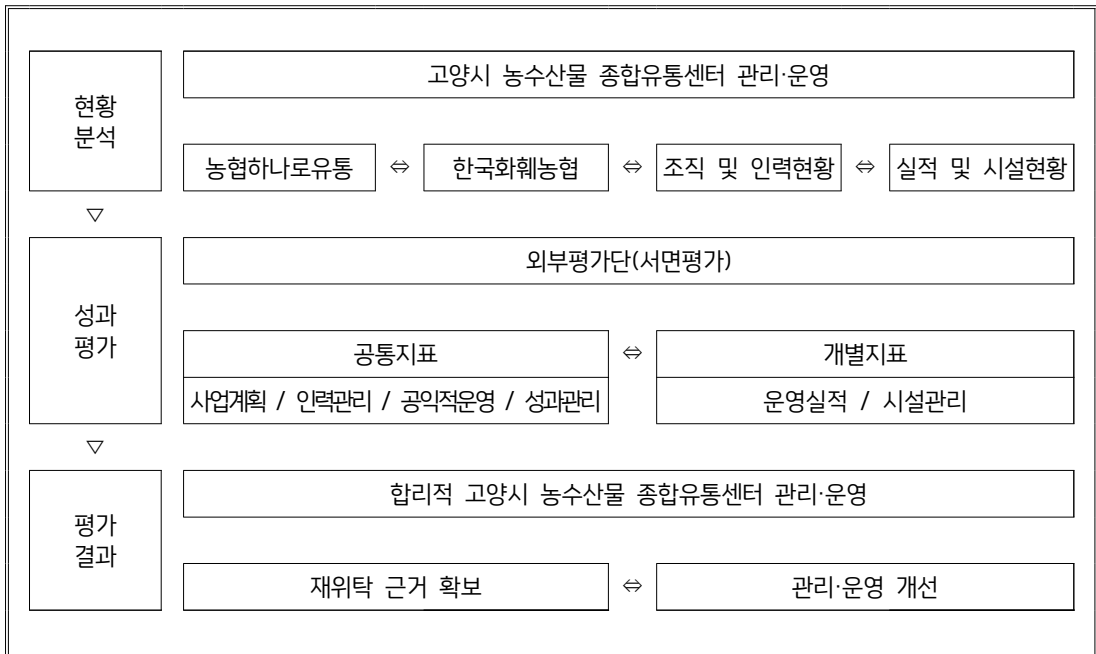 현황
분석
고양시 농수산물 종합유통센터 관리·운영
농협하나로유통 ⇔ 한국화훼농협 ⇔ 조직 및 인력현황 ⇔ 실적 및 시설현황
▽
성과
평가
외부평가단(서면평가)
공통지표 ⇔ 개별지표
사업계획 / 인력관리 / 공익적운영 / 성과관리 운영실적 / 시설관리
▽
평가
결과
합리적 고양시 농수산물 종합유통센터 관리·운영
재위탁 근거 확보 ⇔ 관리·운영 개선